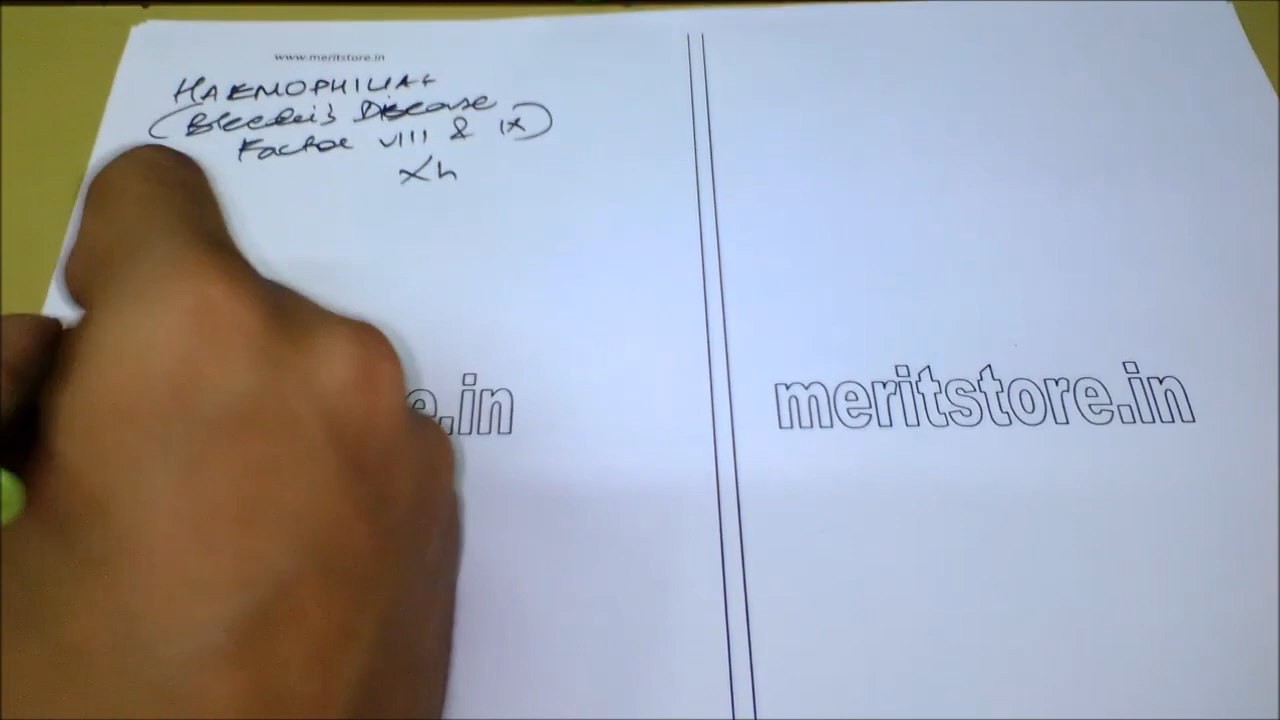 www.meritstore.in
HAEMOPHILIA
(Bleeder's Disease
Factor VIII & IX)
Xh
e.in
meritstore.in